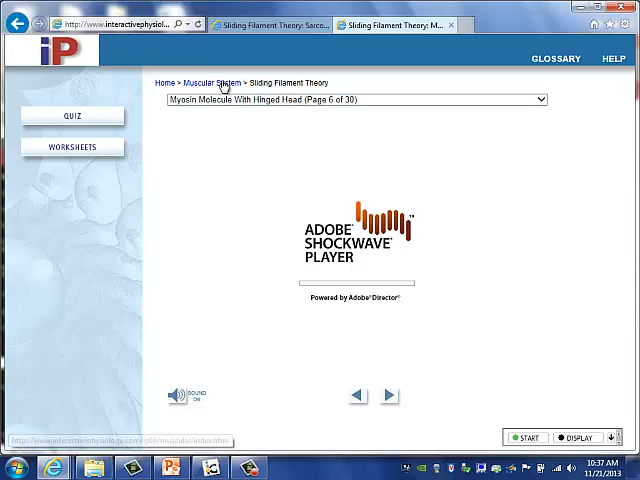 http://www.interactivephysiol...
Sliding Filament Theory: Sarco...
Sliding Filament Theory: M...
iP
GLOSSARY
HELP
Home > Muscular System > Sliding Filament Theory
Myosin Molecule With Hinged Head (Page 6 of 30)
QUIZ
WORKSHEETS
ADOBE®
SHOCKWAVE®
PLAYER
™
Powered by Adobe®Director®
SOUND
ON
START
DISPLAY
10:37 AM
11/21/2013